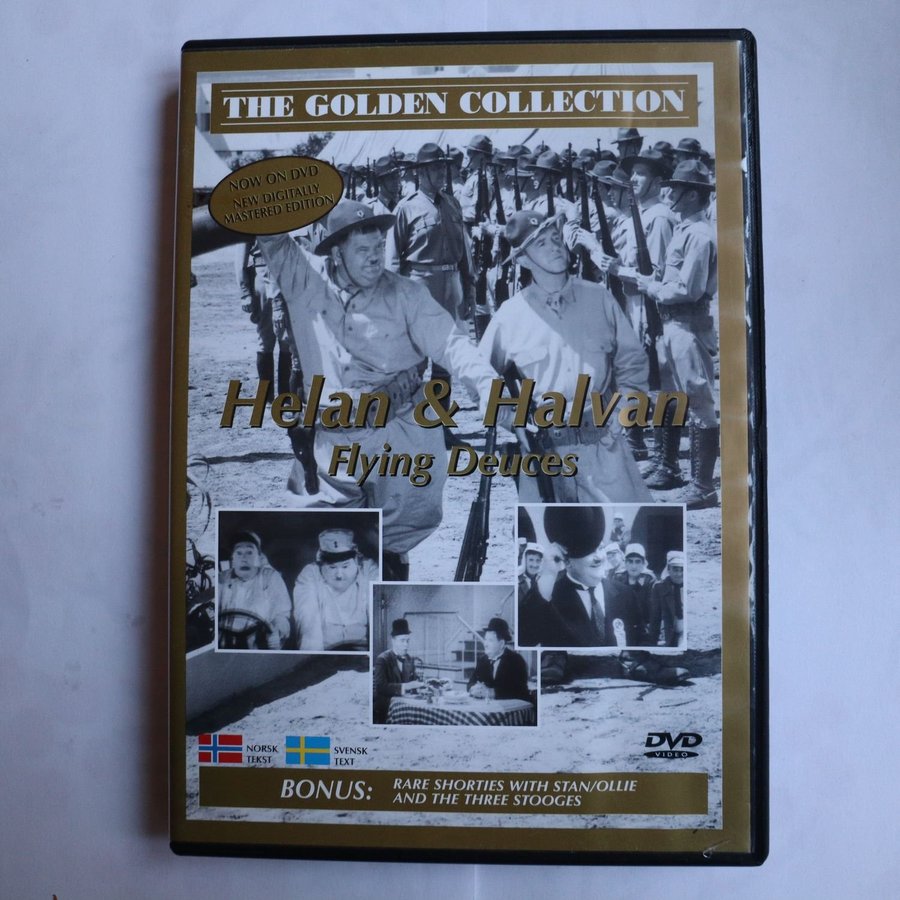 THE GOLDEN COLLECTION
NOW ON DVD
NEW DIGITALLY
MASTERED EDITION
Helan & Halvan
Flying Deuces
NORSK
TEKST
SVENSK
TEXT
DVD
VIDEO
BONUS: RARE SHORTIES WITH STAN/OLLIE
AND THE THREE STOOGES